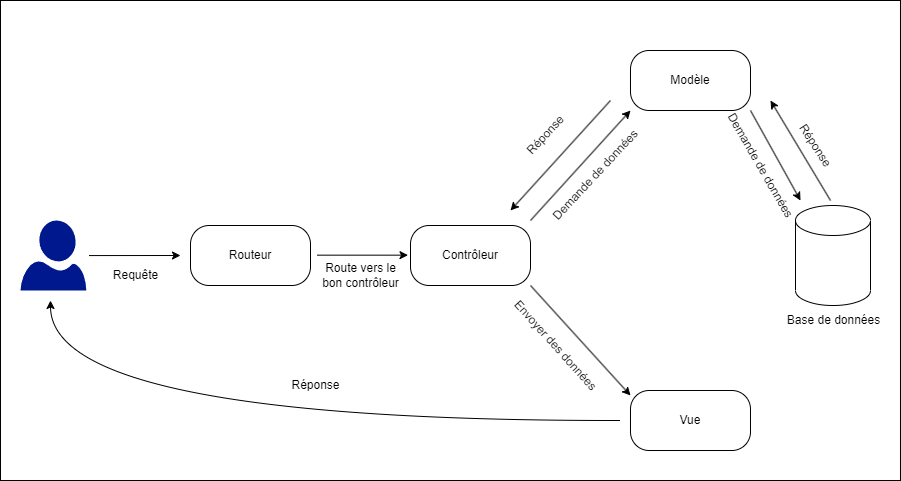 Modèle
Réponse
Demande de données
Demande de données
Réponse
Routeur
Contrôleur
Requête
Route vers le
bon contrôleur
Envoyer des données
Base de données
Réponse
Vue